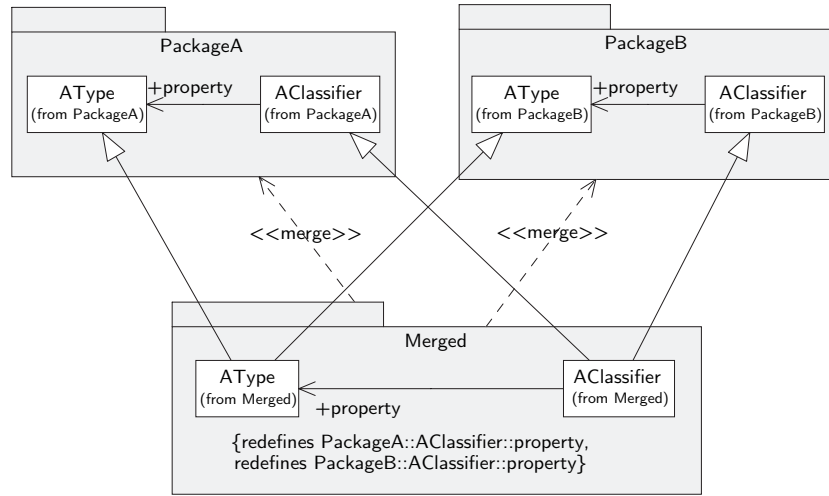 PackageA
AType
(from PackageA)
+property
AClassifier
(from PackageA)
PackageB
AType
(from PackageB)
+property
AClassifier
(from PackageB)
<<merge>>
<<merge>>
Merged
AType
(from Merged)
+property
AClassifier
(from Merged)
{redefines PackageA::AClassifier::property,
redefines PackageB::AClassifier::property}